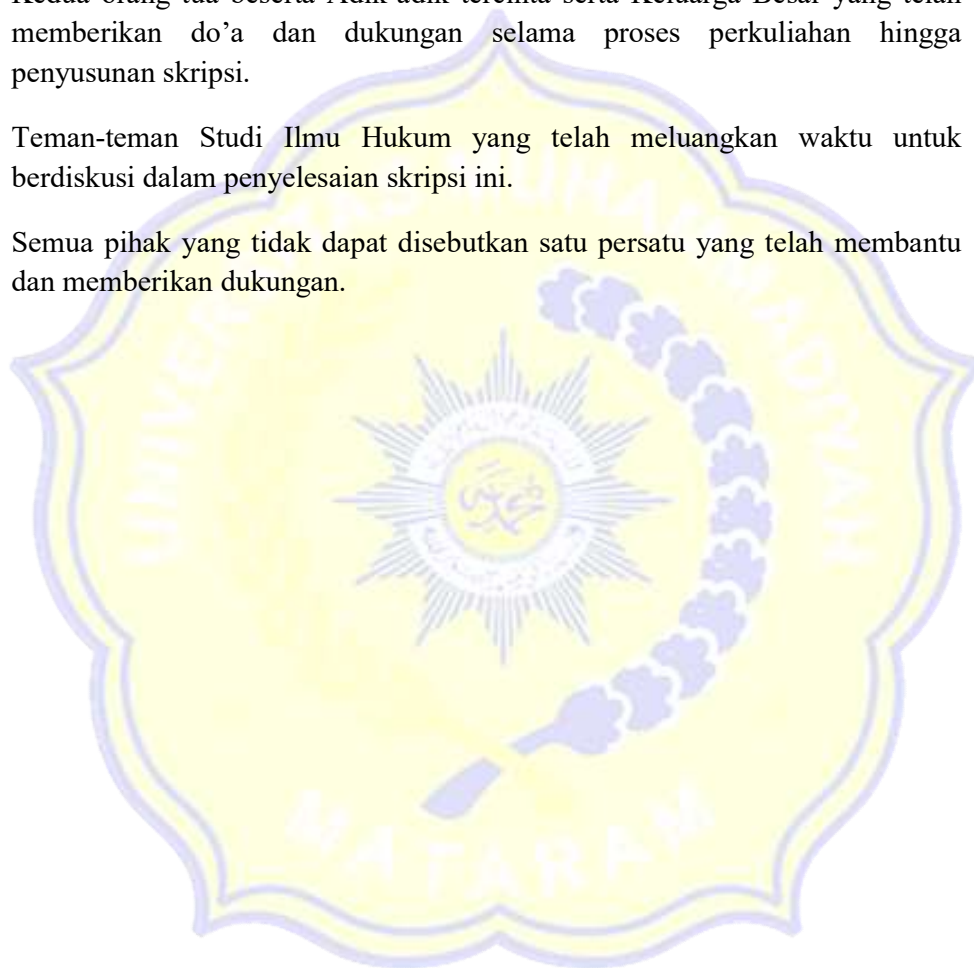 Kedua orang tua beserta Adik-adik tercinta serta Keluarga Besar yang telah
memberikan do’a dan dukungan selama proses perkuliahan hingga
penyusunan skripsi.
Teman-teman Studi Ilmu Hukum yang telah meluangkan waktu untuk
berdiskusi dalam penyelesaian skripsi ini.
Semua pihak yang tidak dapat disebutkan satu persatu yang telah membantu
dan memberikan dukungan.
UNIVERSITAS MUHAMMADIYAH
MATARAM